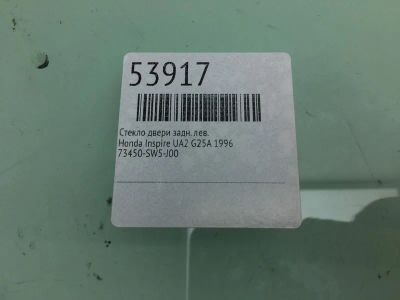 53917
Стекло двери задн. лев.
Honda Inspire UA2 G25A 1996
73450-SW5-J00